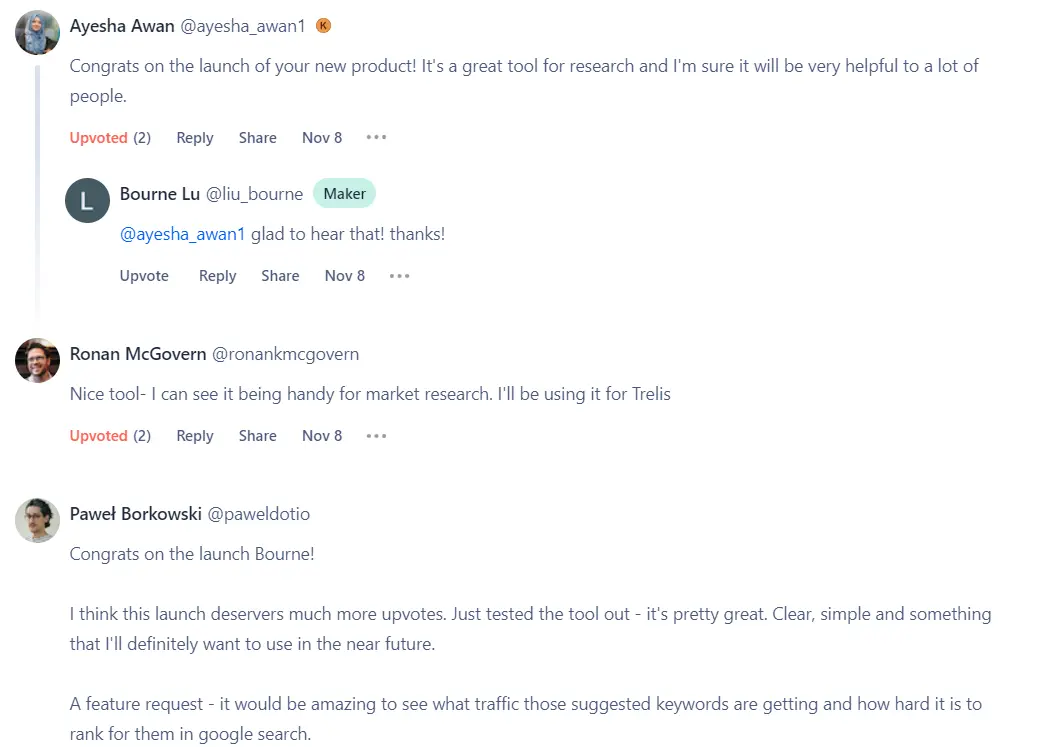 Ayesha Awan @ayesha_awan1 K
Congrats on the launch of your new product! It's a great tool for research and I'm sure it will be very helpful to a lot of
people.
Upvoted (2) Reply Share Nov 8 •••
L Bourne Lu @liu_bourne Maker
@ayesha_awan1 glad to hear that! thanks!
Upvote Reply Share Nov 8 •••
Ronan McGovern @ronankmcgovern
Nice tool- I can see it being handy for market research. I'll be using it for Trelis
Upvoted (2) Reply Share Nov 8 •••
Paweł Borkowski @paweldotio
Congrats on the launch Bourne!
I think this launch deservers much more upvotes. Just tested the tool out - it's pretty great. Clear, simple and something
that I'll definitely want to use in the near future.
A feature request - it would be amazing to see what traffic those suggested keywords are getting and how hard it is to
rank for them in google search.